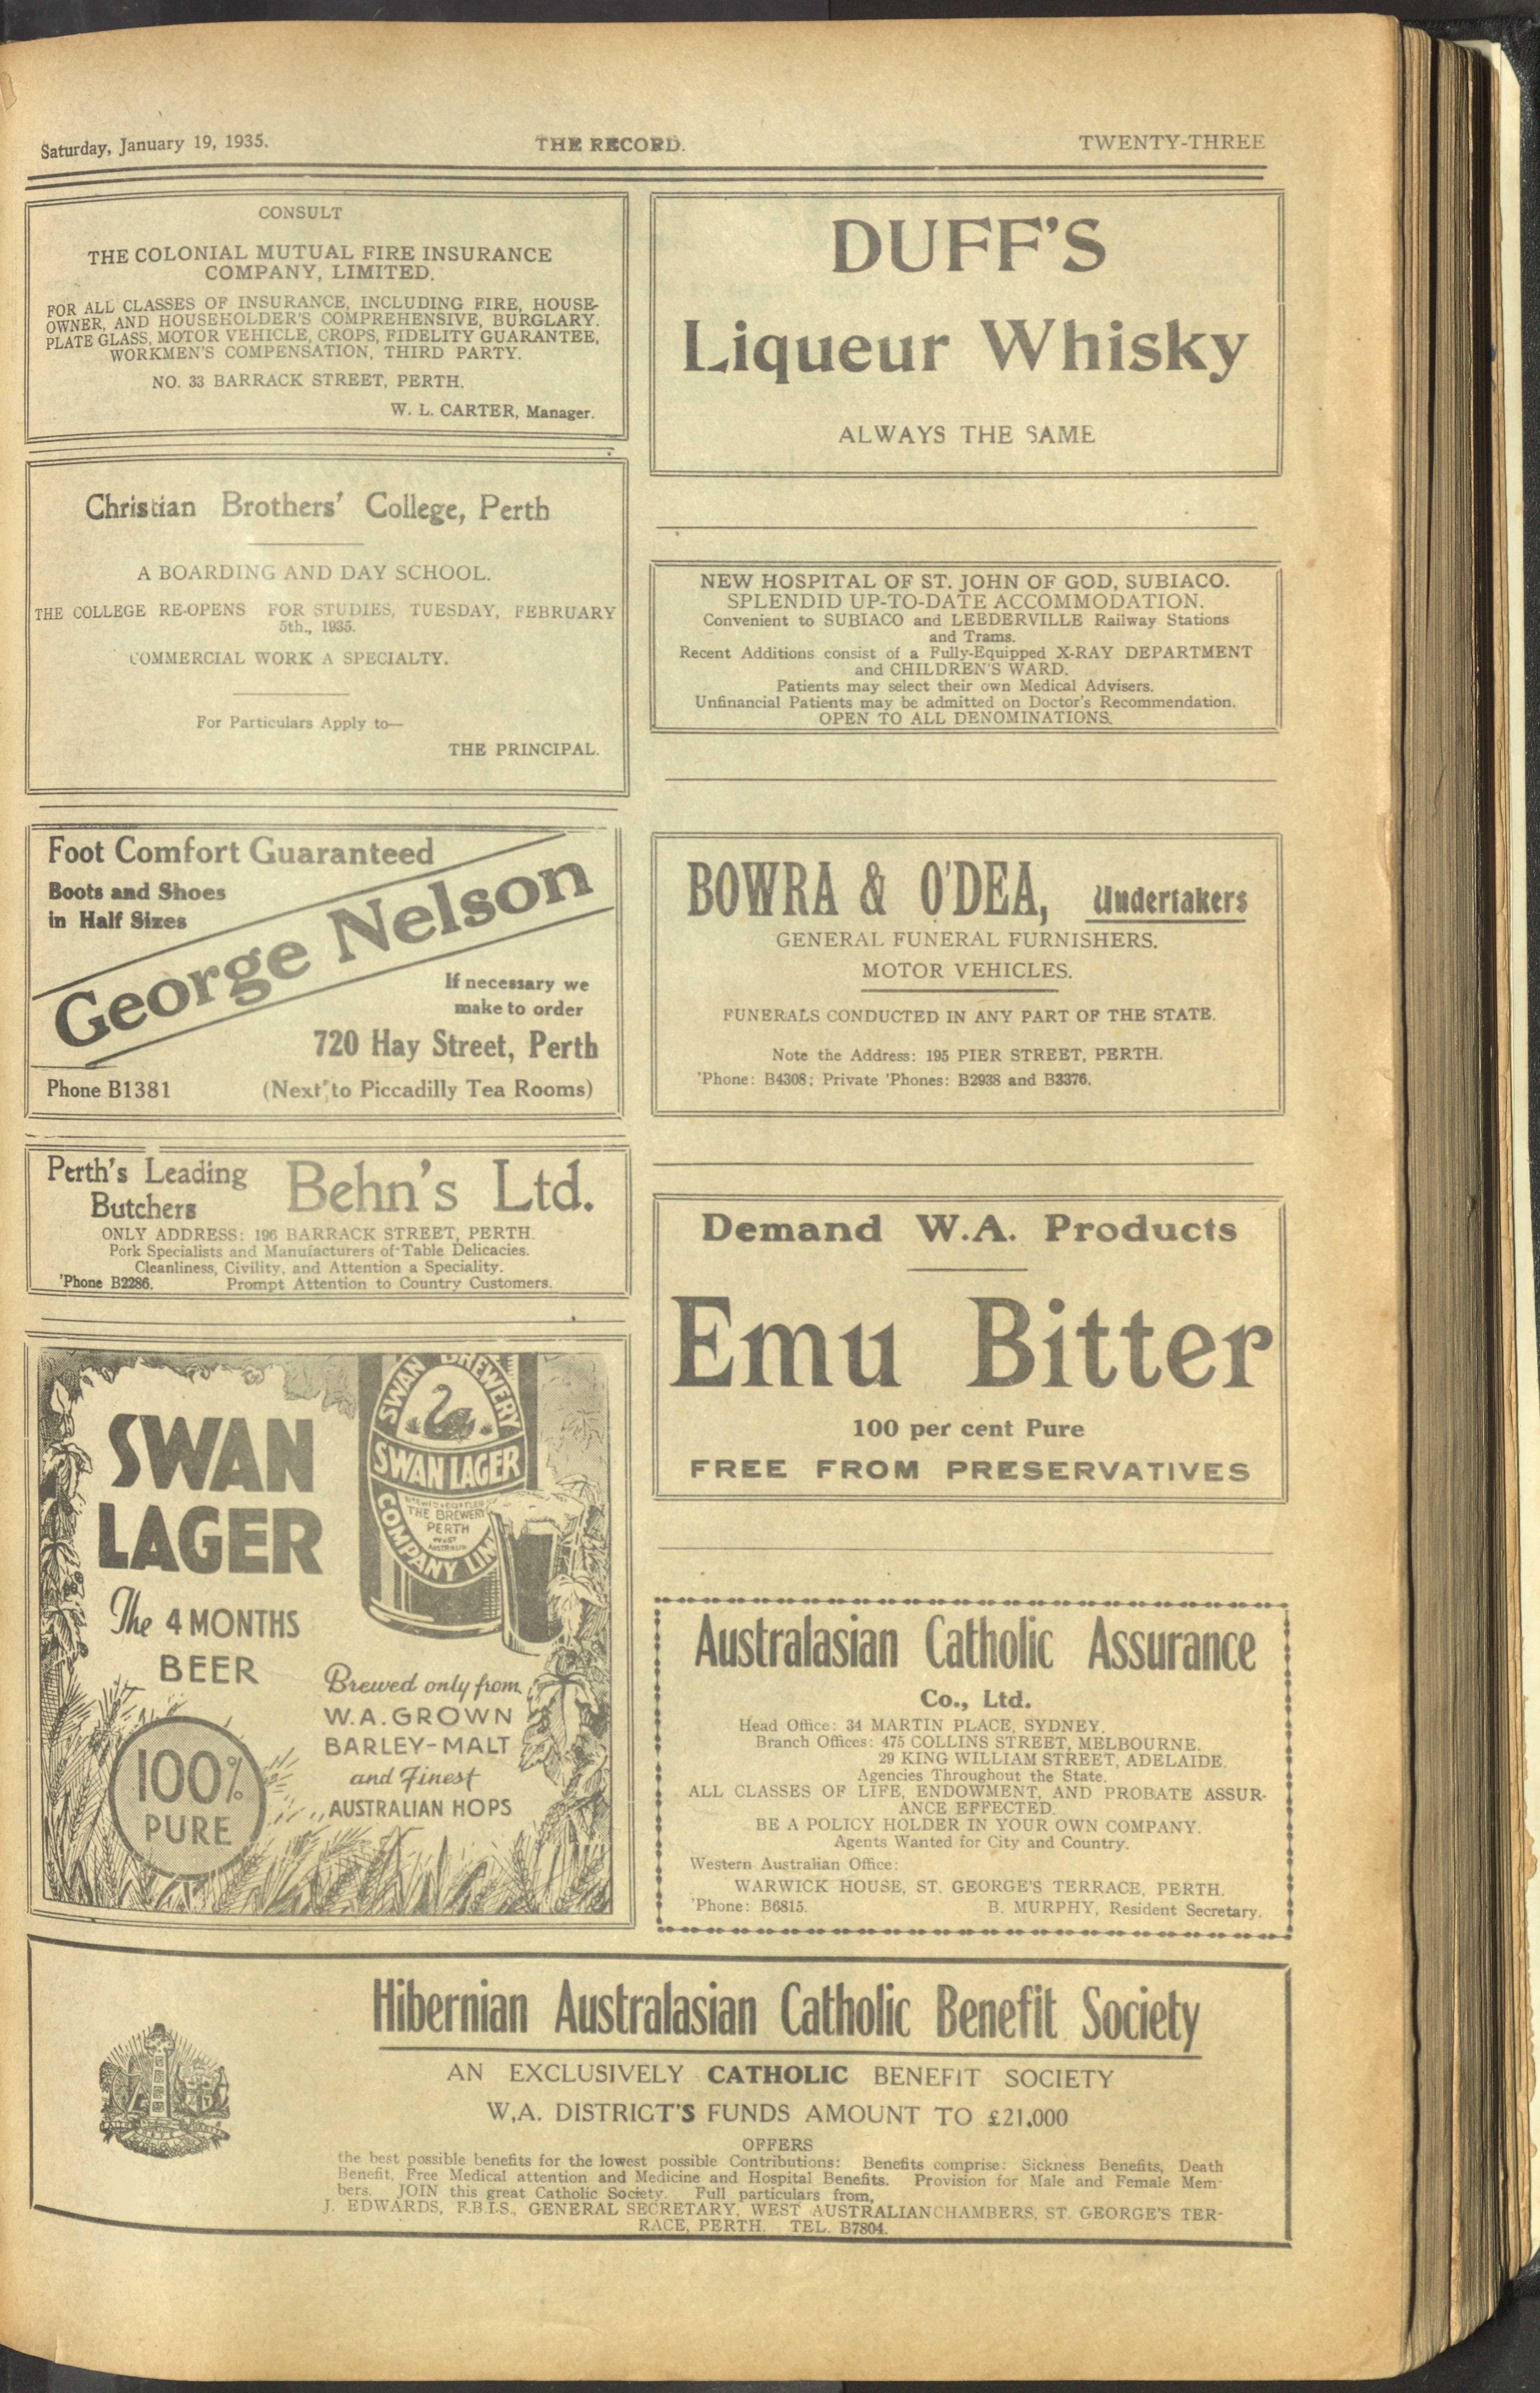 Saturday, January 19, 1935.
THE RECORD.
TWENTY-THREE
CONSULT
THE COLONIAL MUTUAL FIRE INSURANCE
COMPANY, LIMITED.
FOR ALL CLASSES OF INSURANCE, INCLUDING FIRE, HOUSE-
OWNER, AND HOUSEHOLDER'S COMPREHENSIVE, BURGLARY.
PLATE GLASS, MOTOR VEHICLE, CROPS, FIDELITY GUARANTEE,
WORKMEN'S COMPENSATION, THIRD PARTY.
NO. 33 BARRACK STREET, PERTH.
W. L. CARTER, Manager.
Christian Brothers' College, Perth
A BOARDING AND DAY SCHOOL.
THE COLLEGE RE-OPENS FOR STUDIES, TUESDAY, FEBRUARY
5th., 1935.
COMMERCIAL WORK A SPECIALTY.
For Particulars Apply to—
THE PRINCIPAL.
Foot Comfort Guaranteed
Boots and Shoes
in Half Sizes
George Nelson
If necessary we
make to order
720 Hay Street, Perth
Phone B1381
(Next to Piccadilly Tea Rooms)
Perth's Leading
Butchers
Behn's Ltd.
ONLY ADDRESS: 196 BARRACK STREET, PERTH.
Pork Specialists and Manufacturers of Table Delicacies.
Cleanliness, Civility, and Attention a Speciality.
'Phone B2286. Prompt Attention to Country Customers.
SWAN
LAGER
The 4 MONTHS
BEER
100%
PURE
SWAN BREWERY
SWAN LAGER
THE BREWERY
PERTH
WEST
AUSTRALIA
COMPANY LIM
Brewed only from
W.A. GROWN
BARLEY-MALT
and Finest
AUSTRALIAN HOPS
DUFF'S
Liqueur Whisky
ALWAYS THE SAME
NEW HOSPITAL OF ST. JOHN OF GOD, SUBIACO.
SPLENDID UP-TO-DATE ACCOMMODATION.
Convenient to SUBIACO and LEEDERVILLE Railway Stations
and Trams.
Recent Additions consist of a Fully-Equipped X-RAY DEPARTMENT
and CHILDREN'S WARD.
Patients may select their own Medical Advisers.
Unfinancial Patients may be admitted on Doctor's Recommendation.
OPEN TO ALL DENOMINATIONS.
BOWRA & O'DEA, Undertakers
GENERAL FUNERAL FURNISHERS.
MOTOR VEHICLES.
FUNERALS CONDUCTED IN ANY PART OF THE STATE.
Note the Address: 195 PIER STREET, PERTH.
'Phone: B4308; Private 'Phones: B2938 and B3376.
Demand W.A. Products
Emu Bitter
100 per cent Pure
FREE FROM PRESERVATIVES
Australasian Catholic Assurance
Co., Ltd.
Head Office: 34 MARTIN PLACE, SYDNEY.
Branch Offices: 475 COLLINS STREET, MELBOURNE.
29 KING WILLIAM STREET, ADELAIDE.
Agencies Throughout the State.
ALL CLASSES OF LIFE, ENDOWMENT, AND PROBATE ASSUR-
ANCE EFFECTED.
BE A POLICY HOLDER IN YOUR OWN COMPANY.
Agents Wanted for City and Country.
Western Australian Office:
WARWICK HOUSE, ST. GEORGE'S TERRACE, PERTH.
'Phone: B6815. B. MURPHY, Resident Secretary.
Hibernian Australasian Catholic Benefit Society
AN EXCLUSIVELY CATHOLIC BENEFIT SOCIETY
W.A. DISTRICT'S FUNDS AMOUNT TO £21,000
OFFERS
the best possible benefits for the lowest possible Contributions: Benefits comprise: Sickness Benefits, Death
Benefit, Free Medical attention and Medicine and Hospital Benefits. Provision for Male and Female Mem-
bers. JOIN this great Catholic Society. Full particulars from,
J. EDWARDS, F.B.I.S., GENERAL SECRETARY, WEST AUSTRALIANCHAMBERS, ST. GEORGE'S TER-
RACE, PERTH. TEL. B7804.